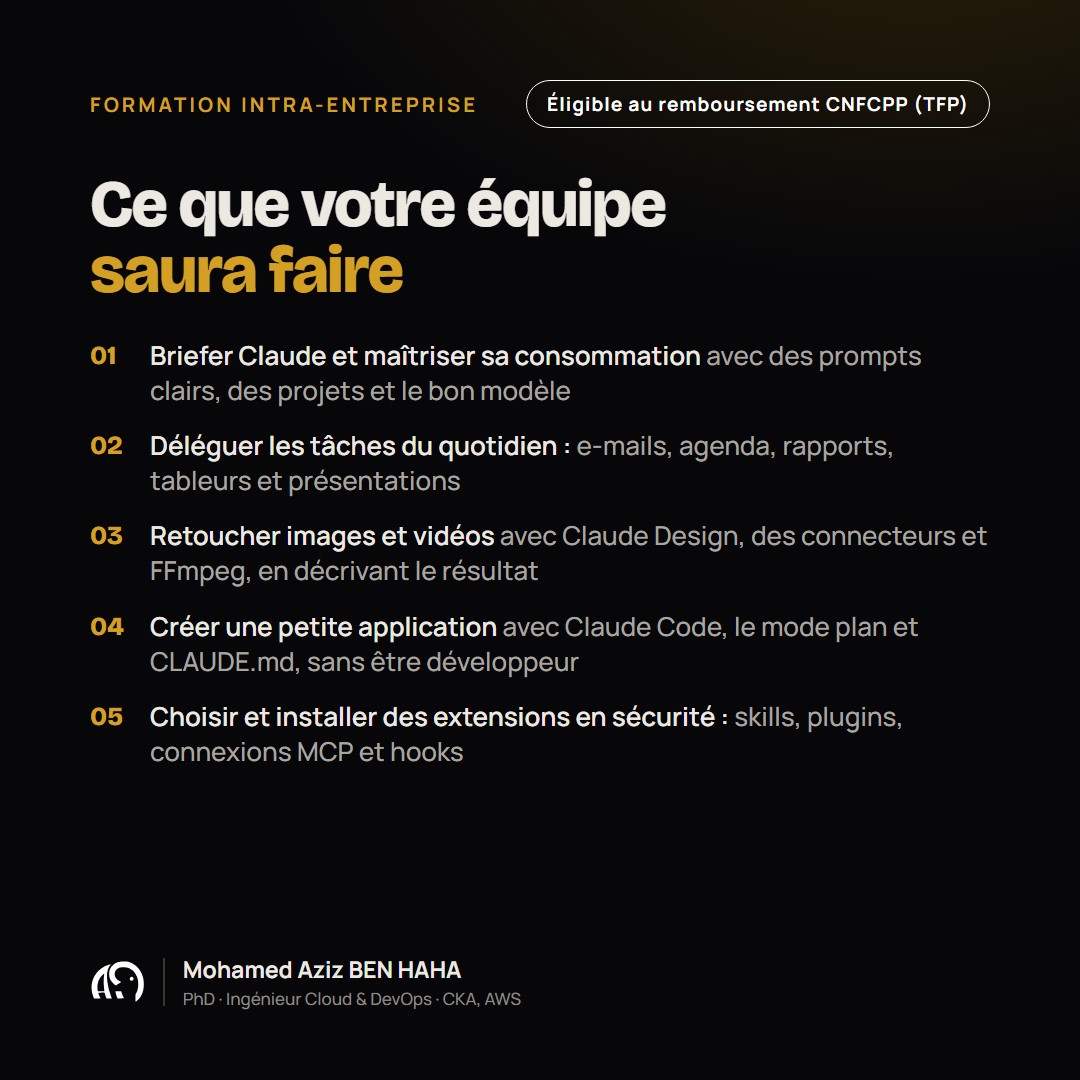 FORMATION INTRA-ENTREPRISE
Éligible au remboursement CNFCPP (TFP)
Ce que votre équipe
saura faire
01 Briefer Claude et maîtriser sa consommation avec des prompts
clairs, des projets et le bon modèle
02 Déléguer les tâches du quotidien : e-mails, agenda, rapports,
tableurs et présentations
03 Retoucher images et vidéos avec Claude Design, des connecteurs et
FFmpeg, en décrivant le résultat
04 Créer une petite application avec Claude Code, le mode plan et
CLAUDE.md, sans être développeur
05 Choisir et installer des extensions en sécurité : skills, plugins,
connexions MCP et hooks
Mohamed Aziz BEN HAHA
PhD · Ingénieur Cloud & DevOps · CKA, AWS